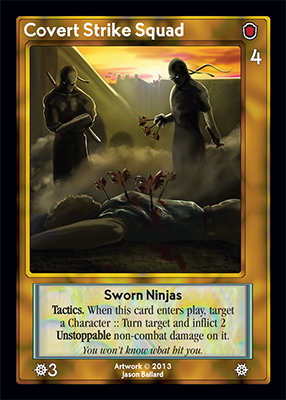 Covert Strike Squad
4
Sworn Ninjas
Tactics. When this card enters play, target
a Character :: Turn target and inflict 2
Unstoppable non-combat damage on it.
You won't know what hit you.
3
Artwork © 2013
Jason Ballard